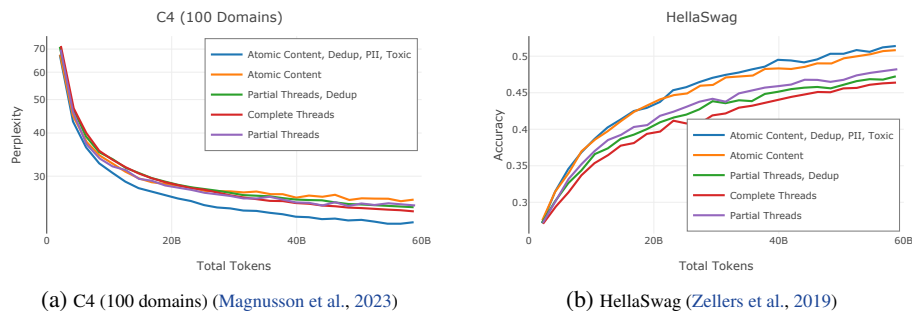 C4 (100 Domains)
70
60
50
40
30
Perplexity
Atomic Content, Dedup, PII, Toxic
Atomic Content
Partial Threads, Dedup
Complete Threads
Partial Threads
0
20B
40B
60B
Total Tokens
(a) C4 (100 domains) (Magnusson et al., 2023)
HellaSwag
0.5
0.45
0.4
0.35
0.3
Accuracy
Atomic Content, Dedup, PII, Toxic
Atomic Content
Partial Threads, Dedup
Complete Threads
Partial Threads
0
20B
40B
60B
Total Tokens
(b) HellaSwag (Zellers et al., 2019)